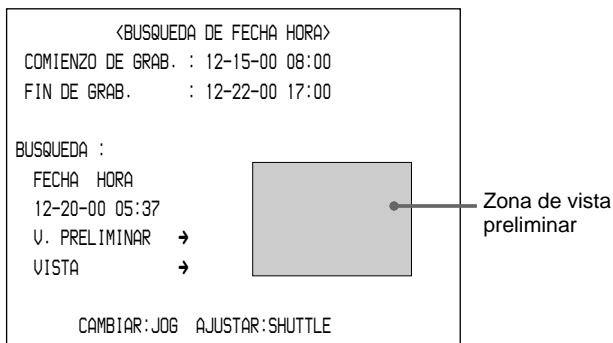 <BUSQUEDA DE FECHA HORA>
COMIENZO DE GRAB. : 12-15-00 08:00
FIN DE GRAB. : 12-22-00 17:00
BUSQUEDA :
FECHA HORA
12-20-00 05:37
V. PRELIMINAR →
VISTA →
Zona de vista
preliminar
CAMBIAR:JOG AJUSTAR:SHUTTLE